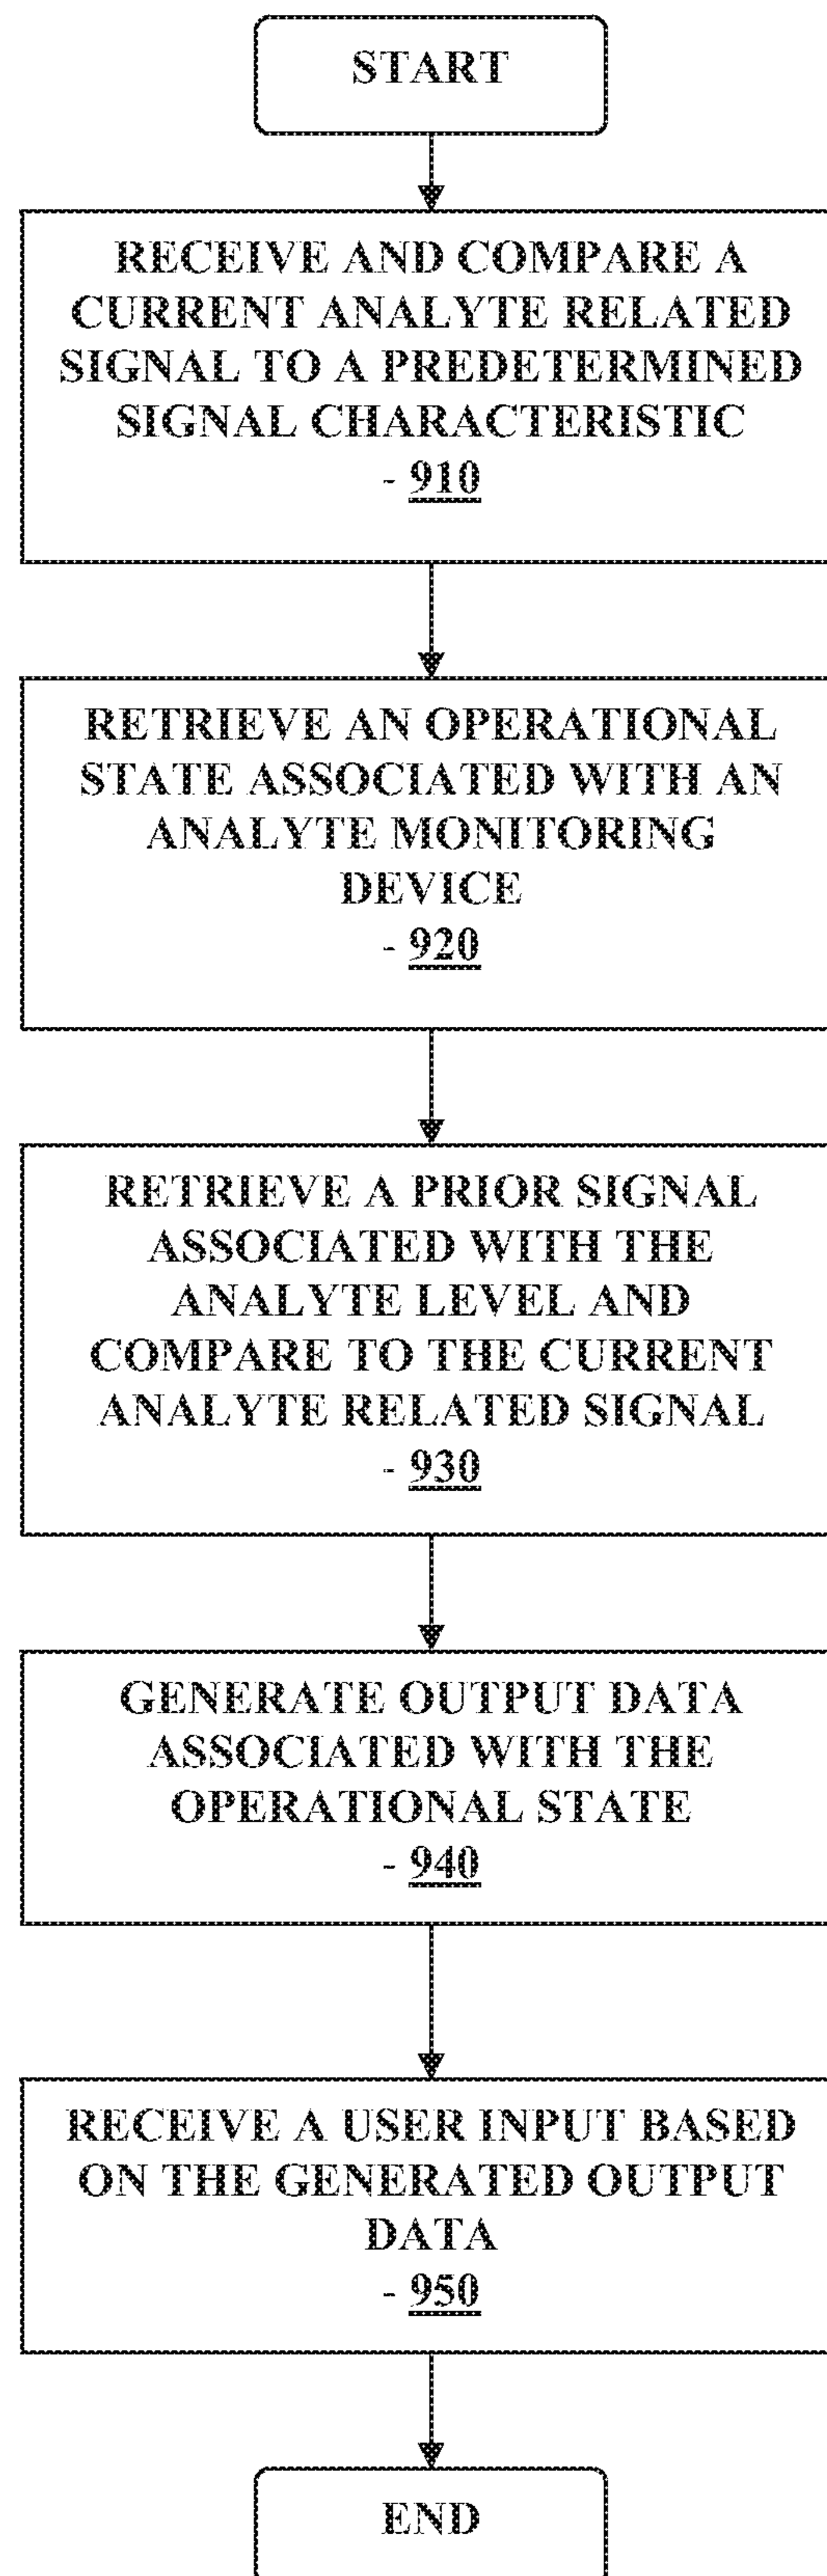 START
RECEIVE AND COMPARE A
CURRENT ANALYTE RELATED
SIGNAL TO A PREDETERMINED
SIGNAL CHARACTERISTIC
- 910
RETRIEVE AN OPERATIONAL
STATE ASSOCIATED WITH AN
ANALYTE MONITORING
DEVICE
- 920
RETRIEVE A PRIOR SIGNAL
ASSOCIATED WITH THE
ANALYTE LEVEL AND
COMPARE TO THE CURRENT
ANALYTE RELATED SIGNAL
- 930
GENERATE OUTPUT DATA
ASSOCIATED WITH THE
OPERATIONAL STATE
- 940
RECEIVE A USER INPUT BASED
ON THE GENERATED OUTPUT
DATA
- 950
END